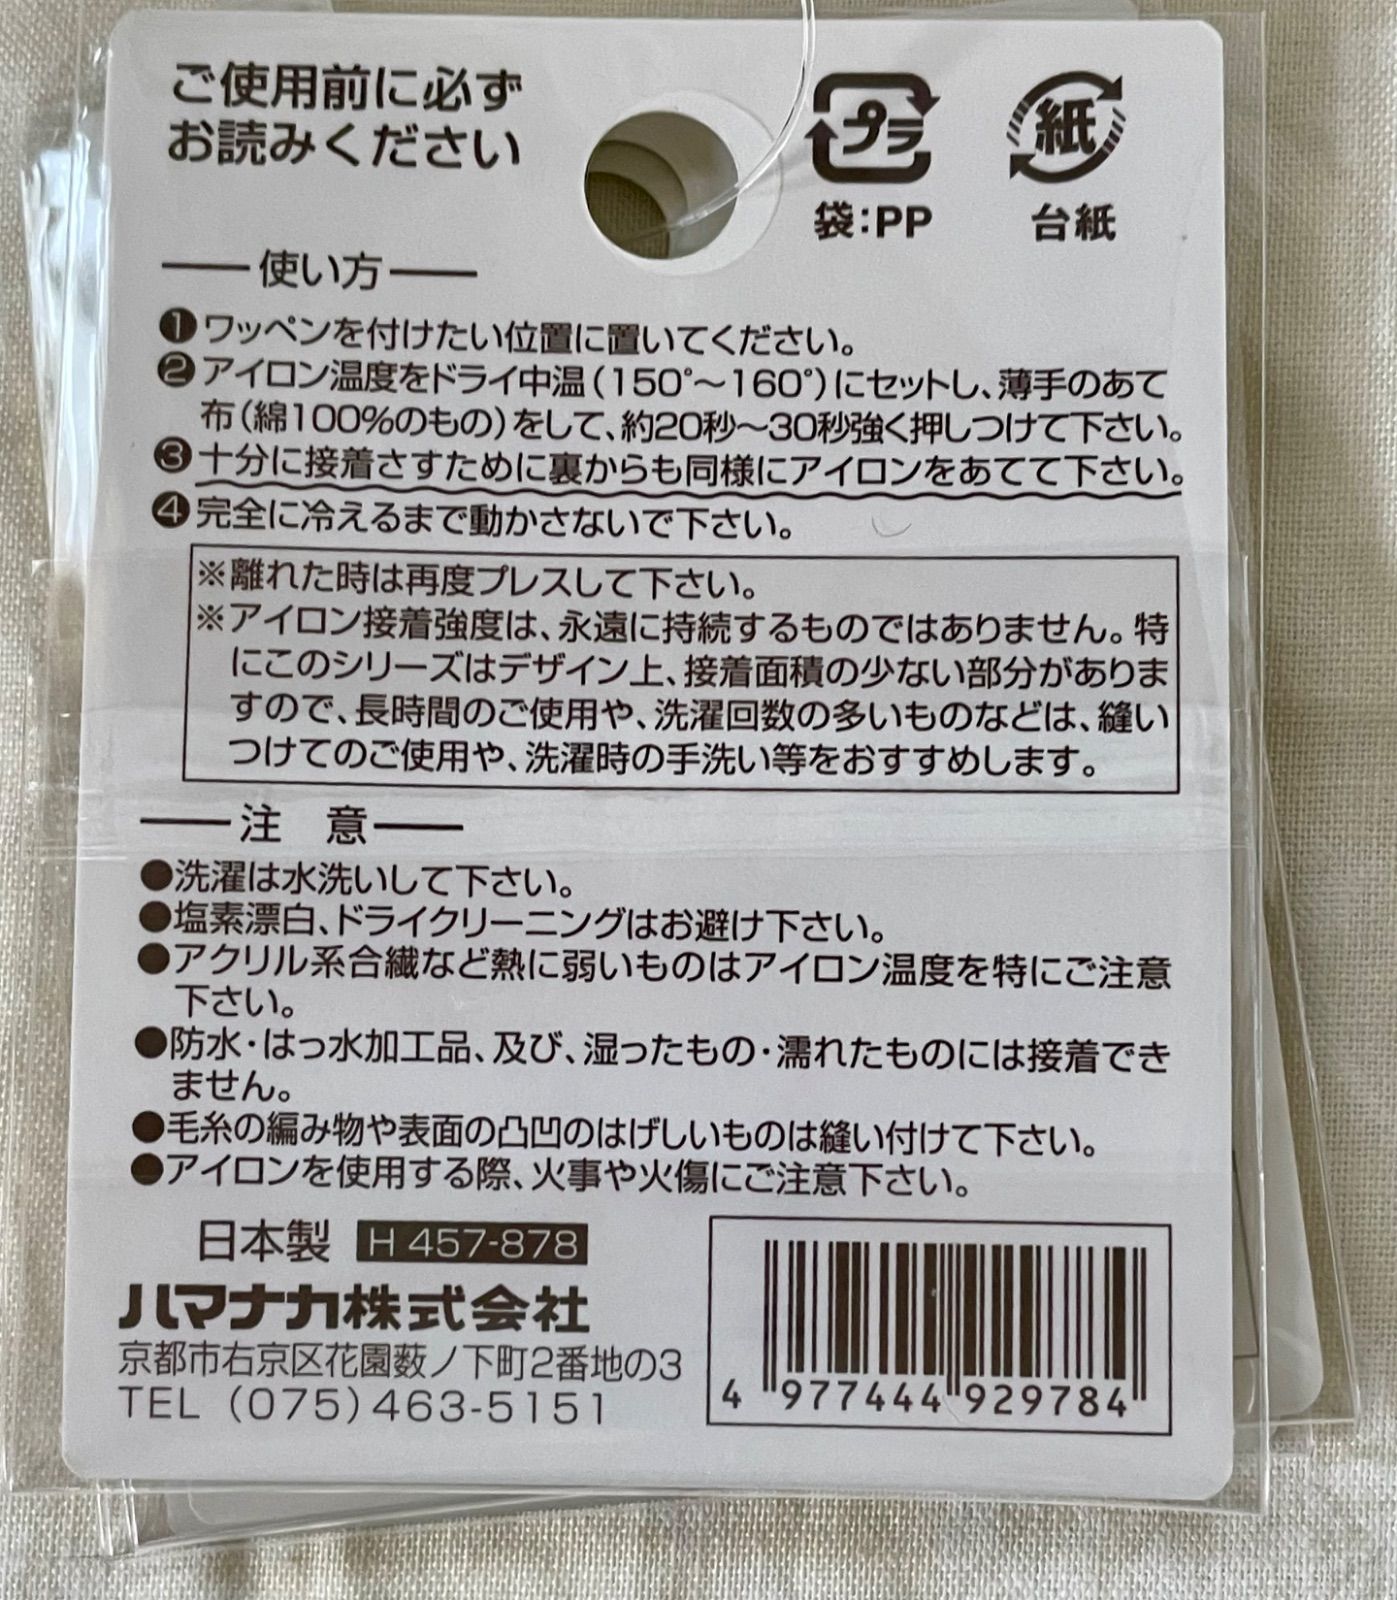 ご使用前に必ず
お読みください
プラ
袋:PP
紙
台紙
使い方
❶ワッペンを付けたい位置に置いてください。
❷アイロン温度をドライ中温(150°～160°)にセットし、薄手のあて
布(綿100%のもの)をして、約20秒～30秒強く押しつけて下さい。
❸十分に接着さすために裏からも同様にアイロンをあてて下さい。
❹完全に冷えるまで動かさないで下さい。
※離れた時は再度プレスして下さい。
※アイロン接着強度は、永遠に持続するものではありません。特
にこのシリーズはデザイン上、接着面積の少ない部分がありま
すので、長時間のご使用や、洗濯回数の多いものなどは、縫い
つけてのご使用や、洗濯時の手洗い等をおすすめします。
注 意
●洗濯は水洗いして下さい。
●塩素漂白、ドライクリーニングはお避け下さい。
●アクリル系合繊など熱に弱いものはアイロン温度を特にご注意
下さい。
●防水・はっ水加工品、及び、湿ったもの・濡れたものには接着でき
ません。
●毛糸の編み物や表面の凸凹のはげしいものは縫い付けて下さい。
●アイロンを使用する際、火事や火傷にご注意下さい。
日本製 H 457-878
ハマナカ株式会社
京都市右京区花園薮ノ下町2番地の3
TEL (075)463-5151
4 977444 929784